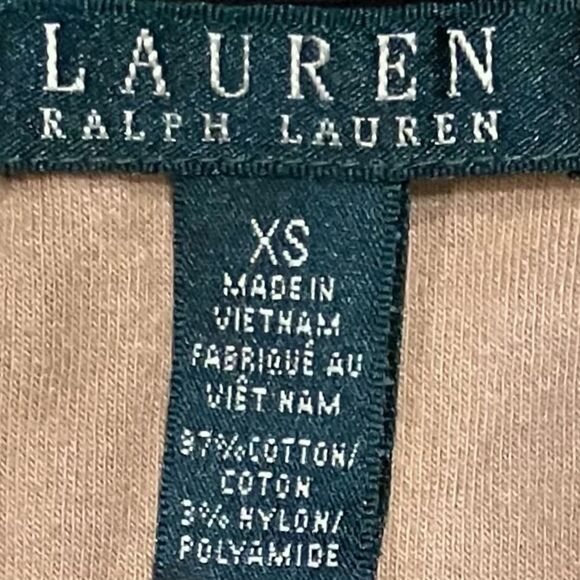 LAUREN
RALPH LAUREN
XS
MADE IN
VIETNAM
FABRIQUÉ AU
VIÊT NAM
97% COTTON/
COTON
3% NYLON/
POLYAMIDE